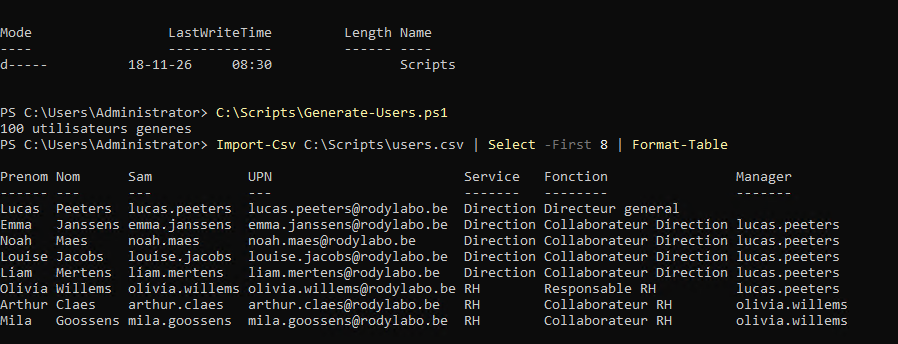 Mode                 LastWriteTime         Length Name
----                 -------------         ------ ----
d-----         18-11-26     08:30                Scripts
PS C:\Users\Administrator> C:\Scripts\Generate-Users.ps1
100 utilisateurs generes
PS C:\Users\Administrator> Import-Csv C:\Scripts\users.csv | Select -First 8 | Format-Table
Prenom Nom      Sam            UPN                        Service   Fonction                Manager
------ ---      ---            ---                        -------   --------                -------
Lucas  Peeters  lucas.peeters  lucas.peeters@rodylabo.be  Direction Directeur general
Emma   Janssens emma.janssens  emma.janssens@rodylabo.be  Direction Collaborateur Direction lucas.peeters
Noah   Maes     noah.maes      noah.maes@rodylabo.be      Direction Collaborateur Direction lucas.peeters
Louise Jacobs   louise.jacobs  louise.jacobs@rodylabo.be  Direction Collaborateur Direction lucas.peeters
Liam   Mertens  liam.mertens   liam.mertens@rodylabo.be   Direction Collaborateur Direction lucas.peeters
Olivia Willems  olivia.willems olivia.willems@rodylabo.be RH        Responsable RH          lucas.peeters
Arthur Claes    arthur.claes   arthur.claes@rodylabo.be   RH        Collaborateur RH        olivia.willems
Mila   Goossens mila.goossens  mila.goossens@rodylabo.be  RH        Collaborateur RH        olivia.willems